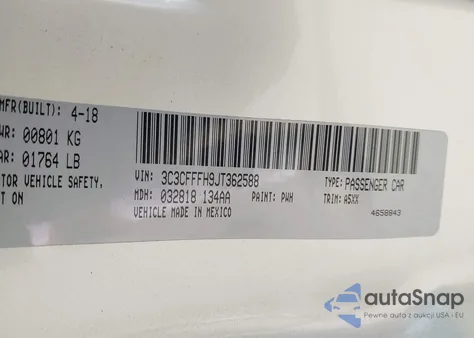 MFR(BUILT): 4-18
WR: 00801 KG
AR: 01764 LB
TOR VEHICLE SAFETY,
T ON
VIN: 3C3CFFFH9JT362588
TYPE: PASSENGER CAR
MDH: 032818 134AA
PAINT: PWH
TRIM: A5XX
VEHICLE MADE IN MEXICO
4658843
autaSnap
Pewne auta z aukcji USA i EU